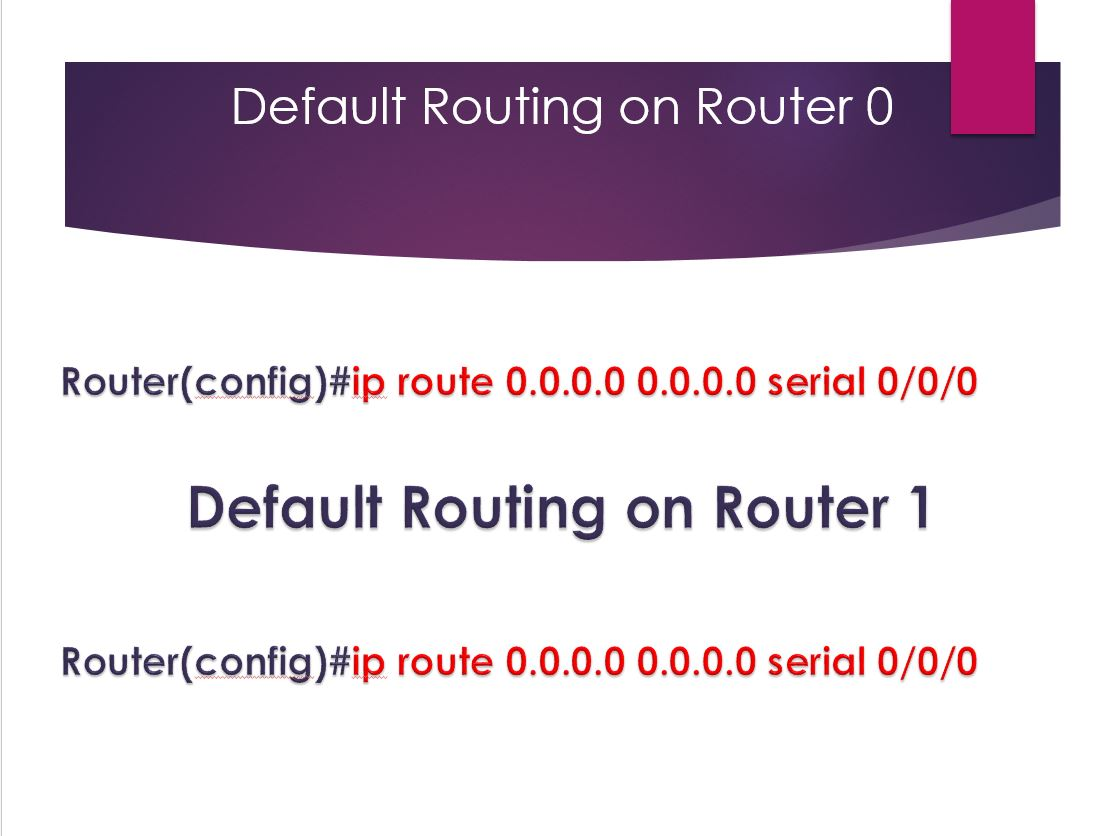 Default Routing on Router 0
Router(config)#ip route 0.0.0.0 0.0.0.0 serial 0/0/0
Default Routing on Router 1
Router(config)#ip route 0.0.0.0 0.0.0.0 serial 0/0/0